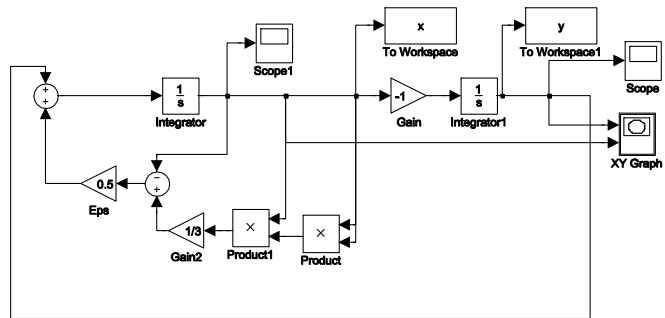 x
To Workspace
y
To Workspace1
Scope1
Scope
+
+
1
s
Integrator
-1
Gain
1
s
Integrator1
XY Graph
−
+
0.5
Eps
1/3
Gain2
×
Product1
×
Product